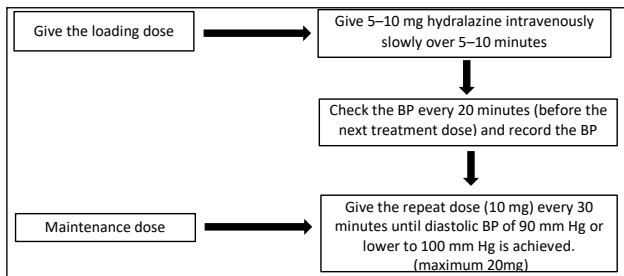 Give the loading dose
Give 5–10 mg hydralazine intravenously
slowly over 5–10 minutes
Check the BP every 20 minutes (before the
next treatment dose) and record the BP
Maintenance dose
Give the repeat dose (10 mg) every 30
minutes until diastolic BP of 90 mm Hg or
lower to 100 mm Hg is achieved.
(maximum 20mg)